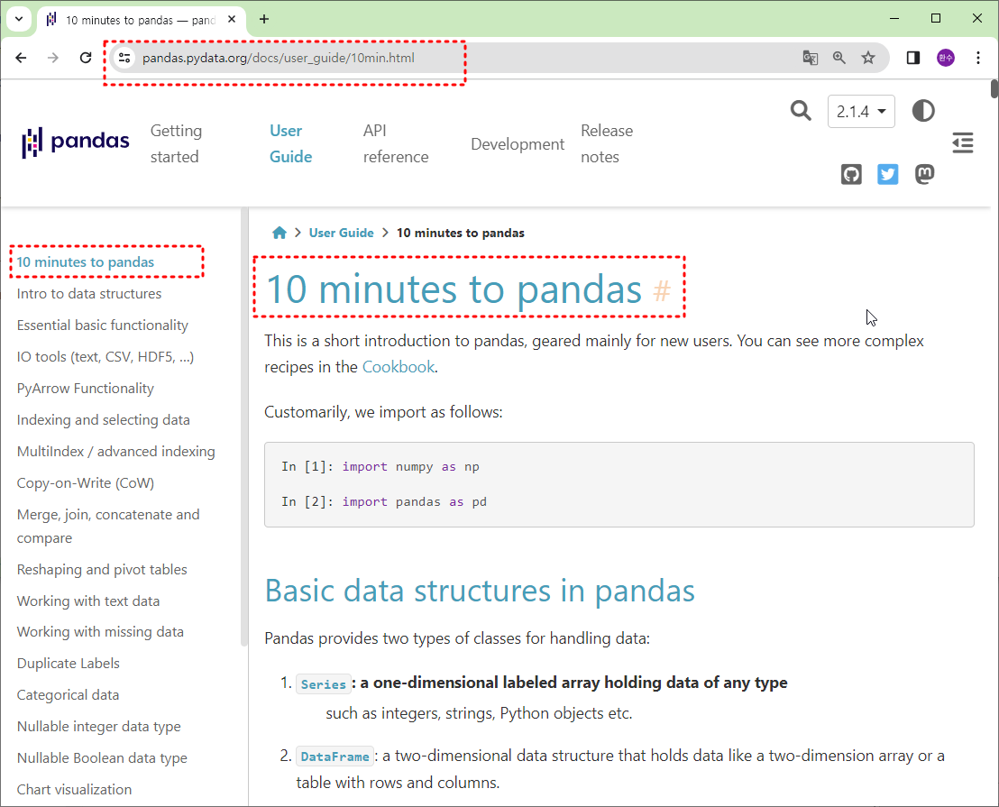 10 minutes to pandas — pand
pandas.pydata.org/docs/user_guide/10min.html
환수
pandas
Getting started
User Guide
API reference
Development
Release notes
2.1.4
10 minutes to pandas
Intro to data structures
Essential basic functionality
IO tools (text, CSV, HDF5, …)
PyArrow Functionality
Indexing and selecting data
MultiIndex / advanced indexing
Copy-on-Write (CoW)
Merge, join, concatenate and
compare
Reshaping and pivot tables
Working with text data
Working with missing data
Duplicate Labels
Categorical data
Nullable integer data type
Nullable Boolean data type
Chart visualization
User Guide > 10 minutes to pandas
10 minutes to pandas #
This is a short introduction to pandas, geared mainly for new users. You can see more complex
recipes in the Cookbook.
Customarily, we import as follows:
In [1]: import numpy as np
In [2]: import pandas as pd
Basic data structures in pandas
Pandas provides two types of classes for handling data:
1. Series: a one-dimensional labeled array holding data of any type
such as integers, strings, Python objects etc.
2. DataFrame: a two-dimensional data structure that holds data like a two-dimension array or a
table with rows and columns.